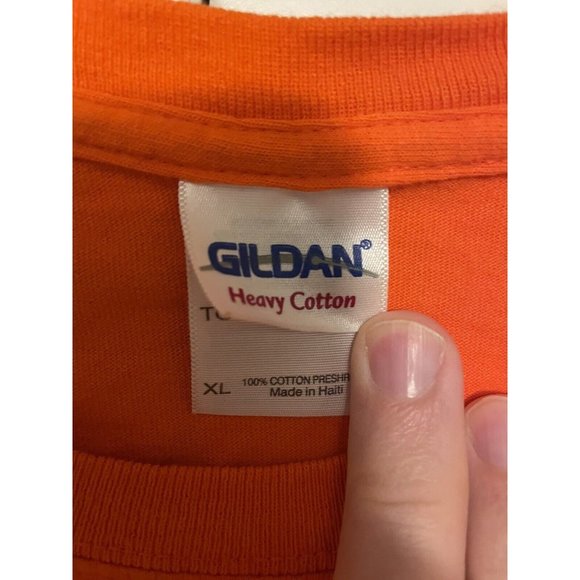 GILDAN®
Heavy Cotton
XL
100% COTTON
Made in Haiti